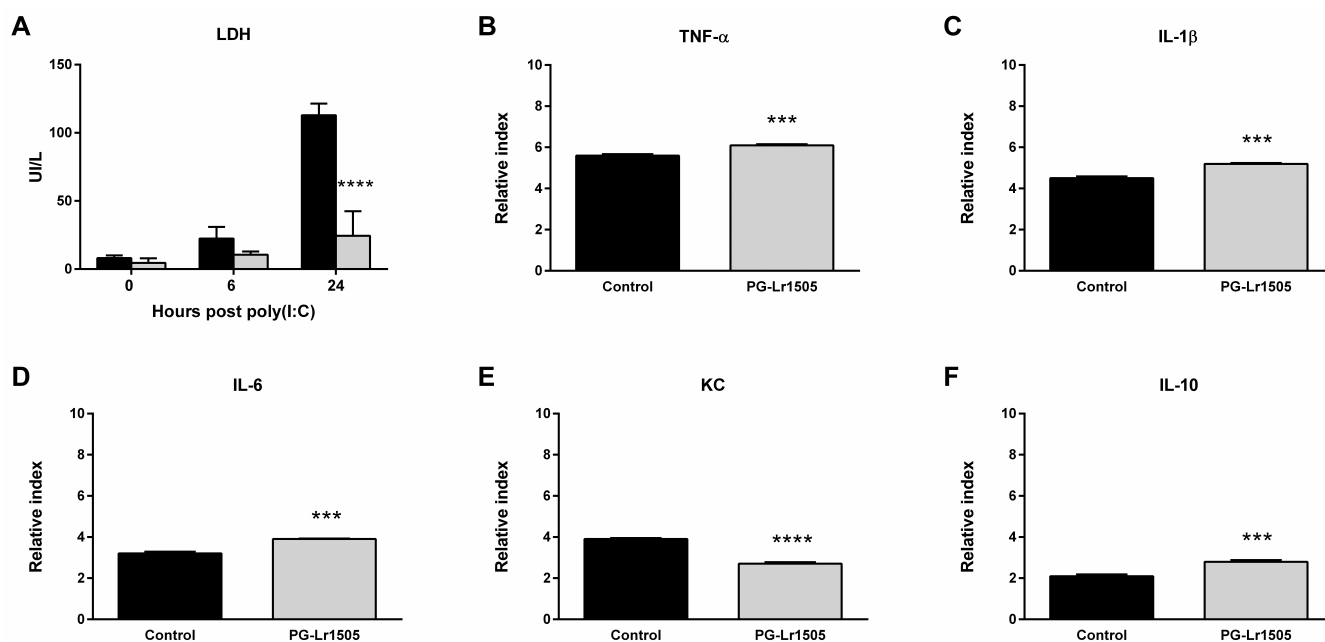 A
LDH
UI/L
150
100
50
0
0 6 24
****
Hours post poly(I:C)
B
TNF-α
Relative index
10
8
6
4
2
0
***
Control PG-Lr1505
C
IL-1β
Relative index
10
8
6
4
2
0
***
Control PG-Lr1505
D
IL-6
Relative index
10
8
6
4
2
0
***
Control PG-Lr1505
E
KC
Relative index
10
8
6
4
2
0
****
Control PG-Lr1505
F
IL-10
Relative index
10
8
6
4
2
0
***
Control PG-Lr1505